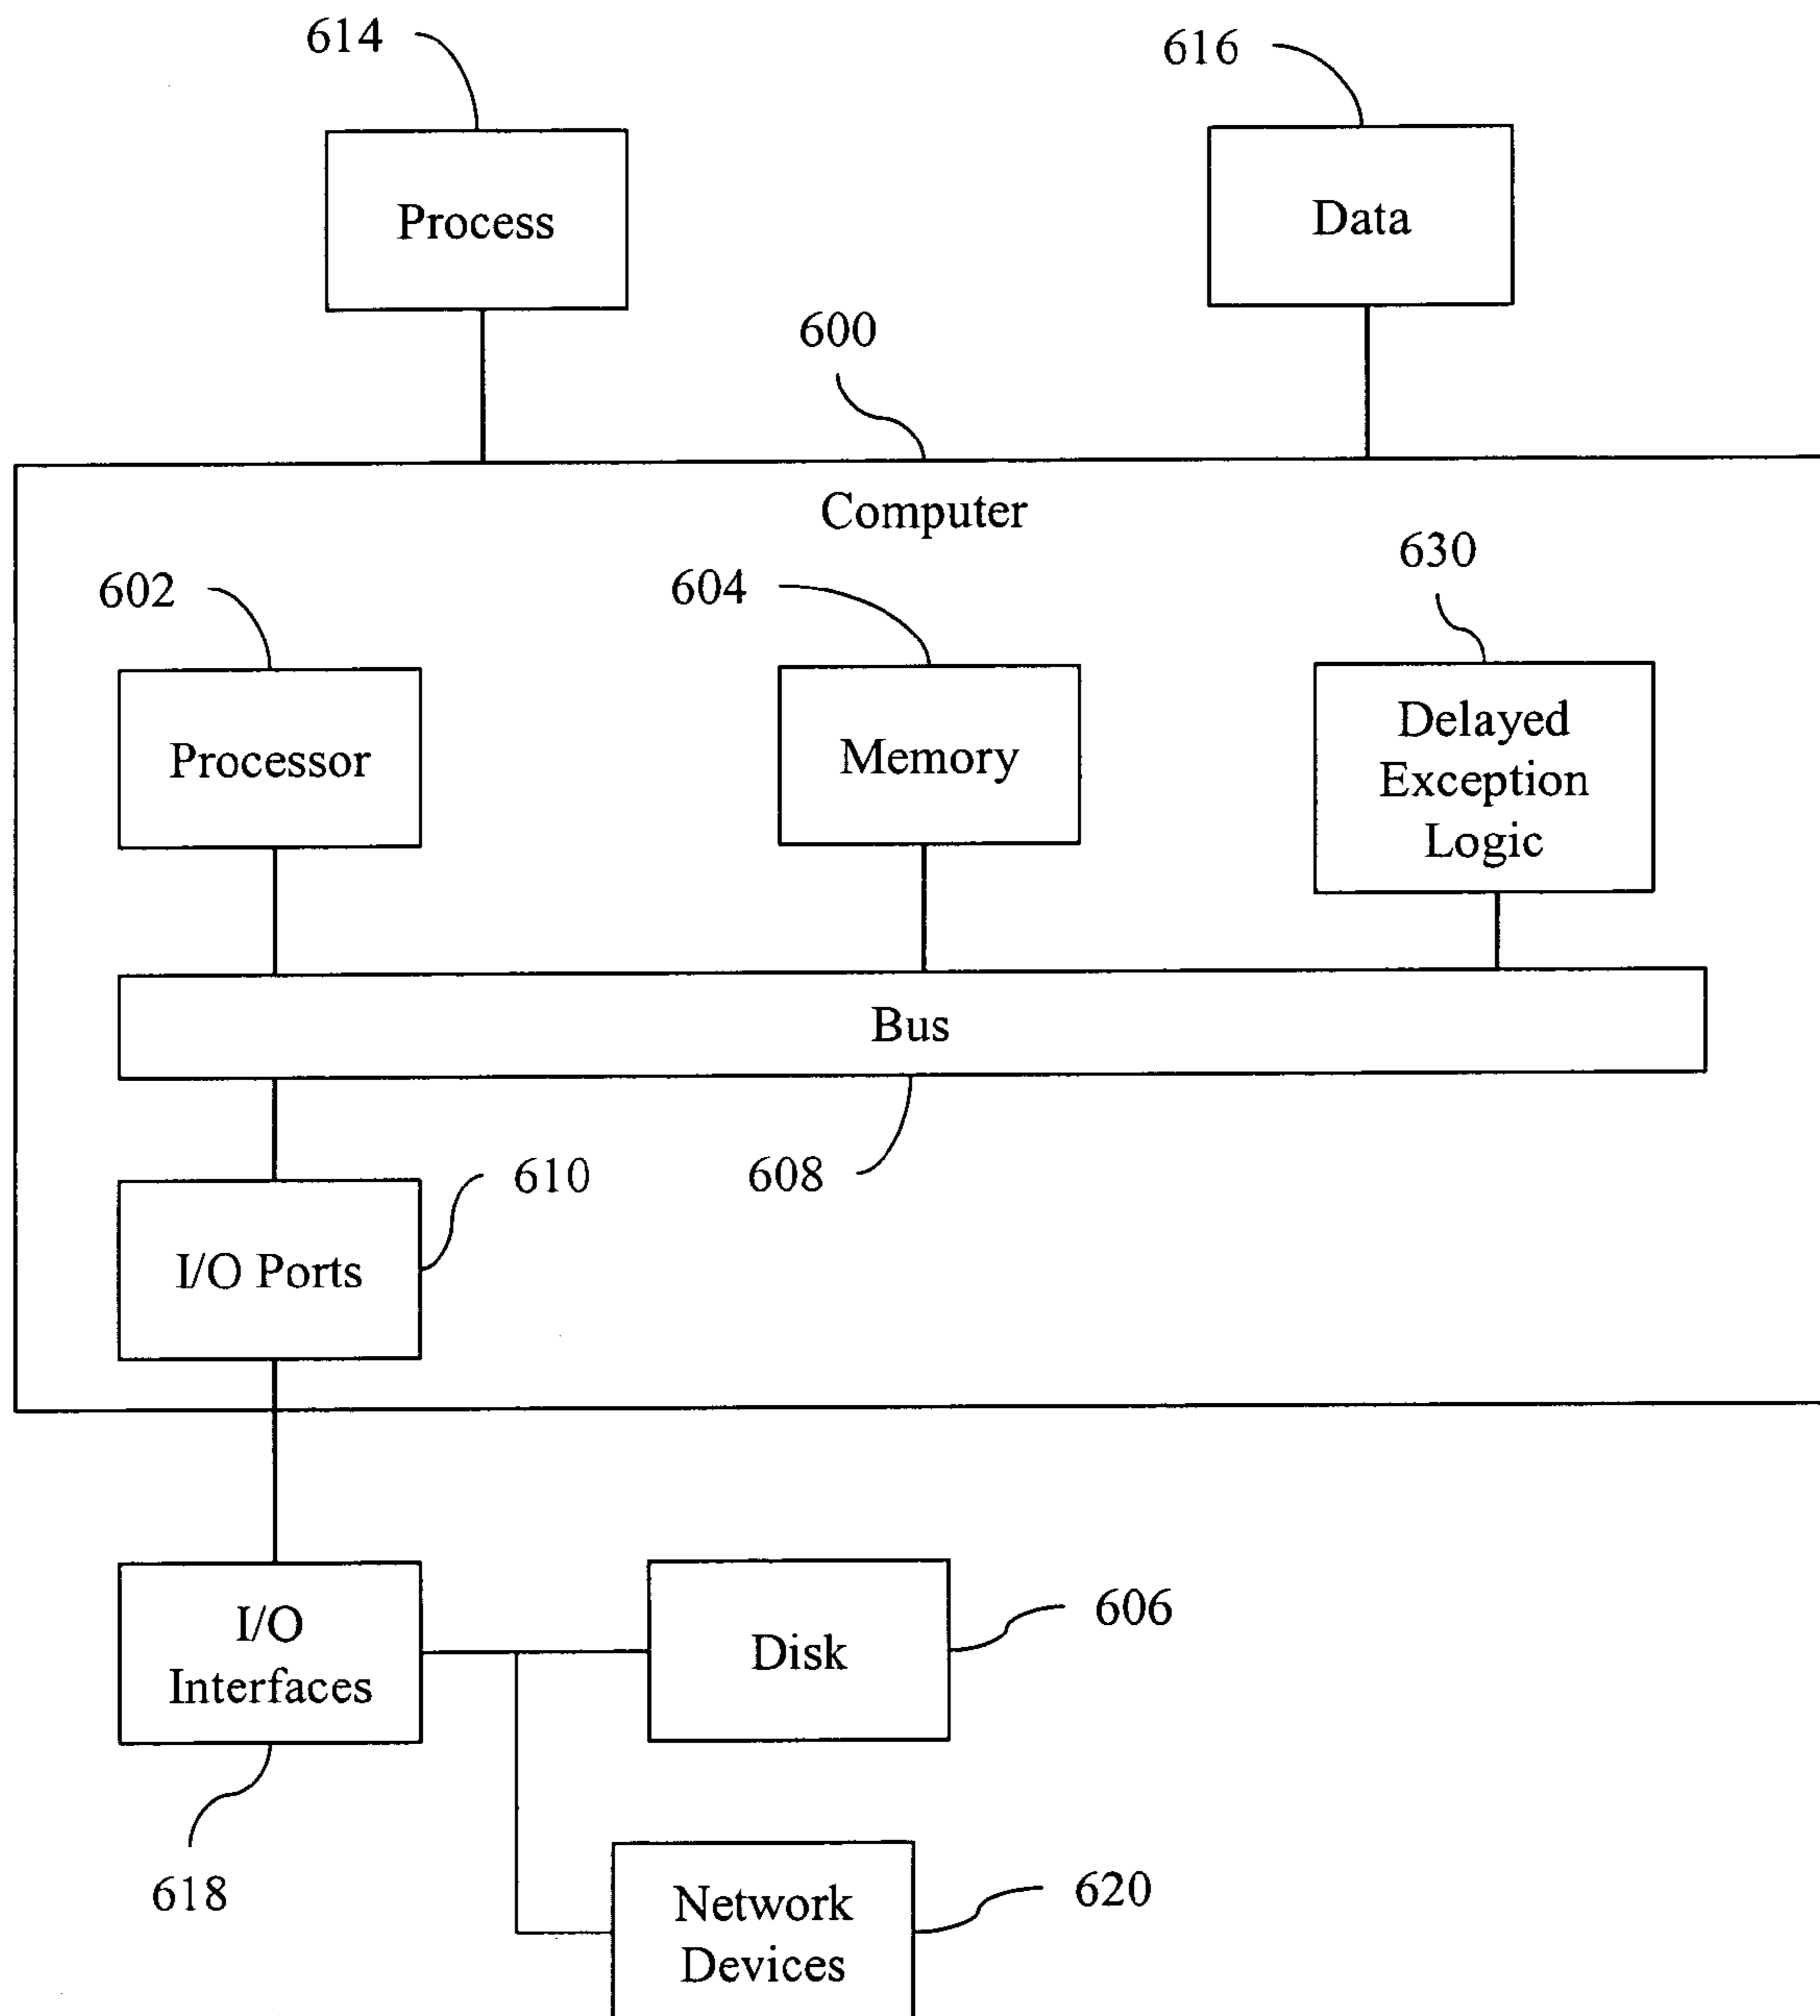 614
616
Process
Data
600
Computer
602
604
630
Processor
Memory
Delayed
Exception
Logic
Bus
610
608
I/O Ports
I/O
Interfaces
Disk
606
618
Network
Devices
620